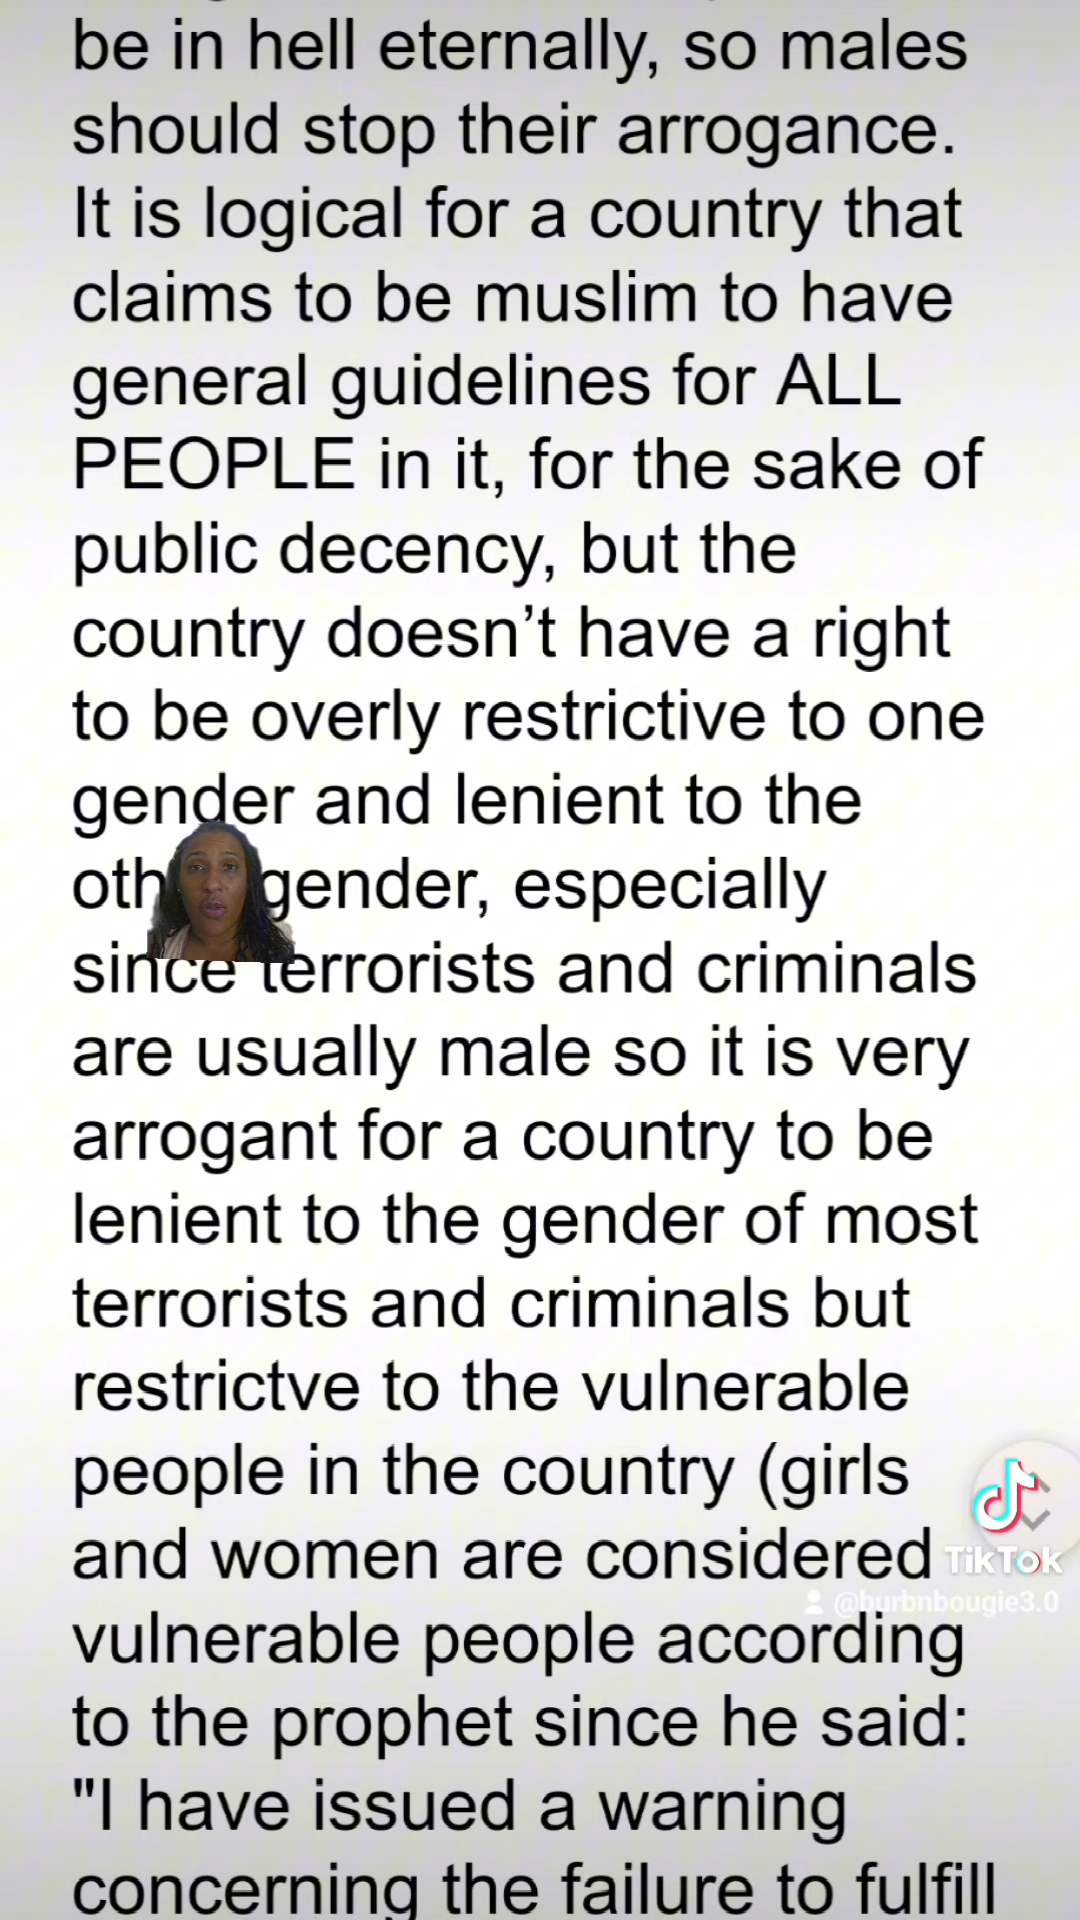 be in hell eternally, so males
should stop their arrogance.
It is logical for a country that
claims to be muslim to have
general guidelines for ALL
PEOPLE in it, for the sake of
public decency, but the
country doesn’t have a right
to be overly restrictive to one
gender and lenient to the
oth gender, especially
since terrorists and criminals
are usually male so it is very
arrogant for a country to be
lenient to the gender of most
terrorists and criminals but
restrictve to the vulnerable
people in the country (girls
and women are considered
vulnerable people according
to the prophet since he said:
"I have issued a warning
concerning the failure to fulfill
TikTok
@burbnbougie3.0